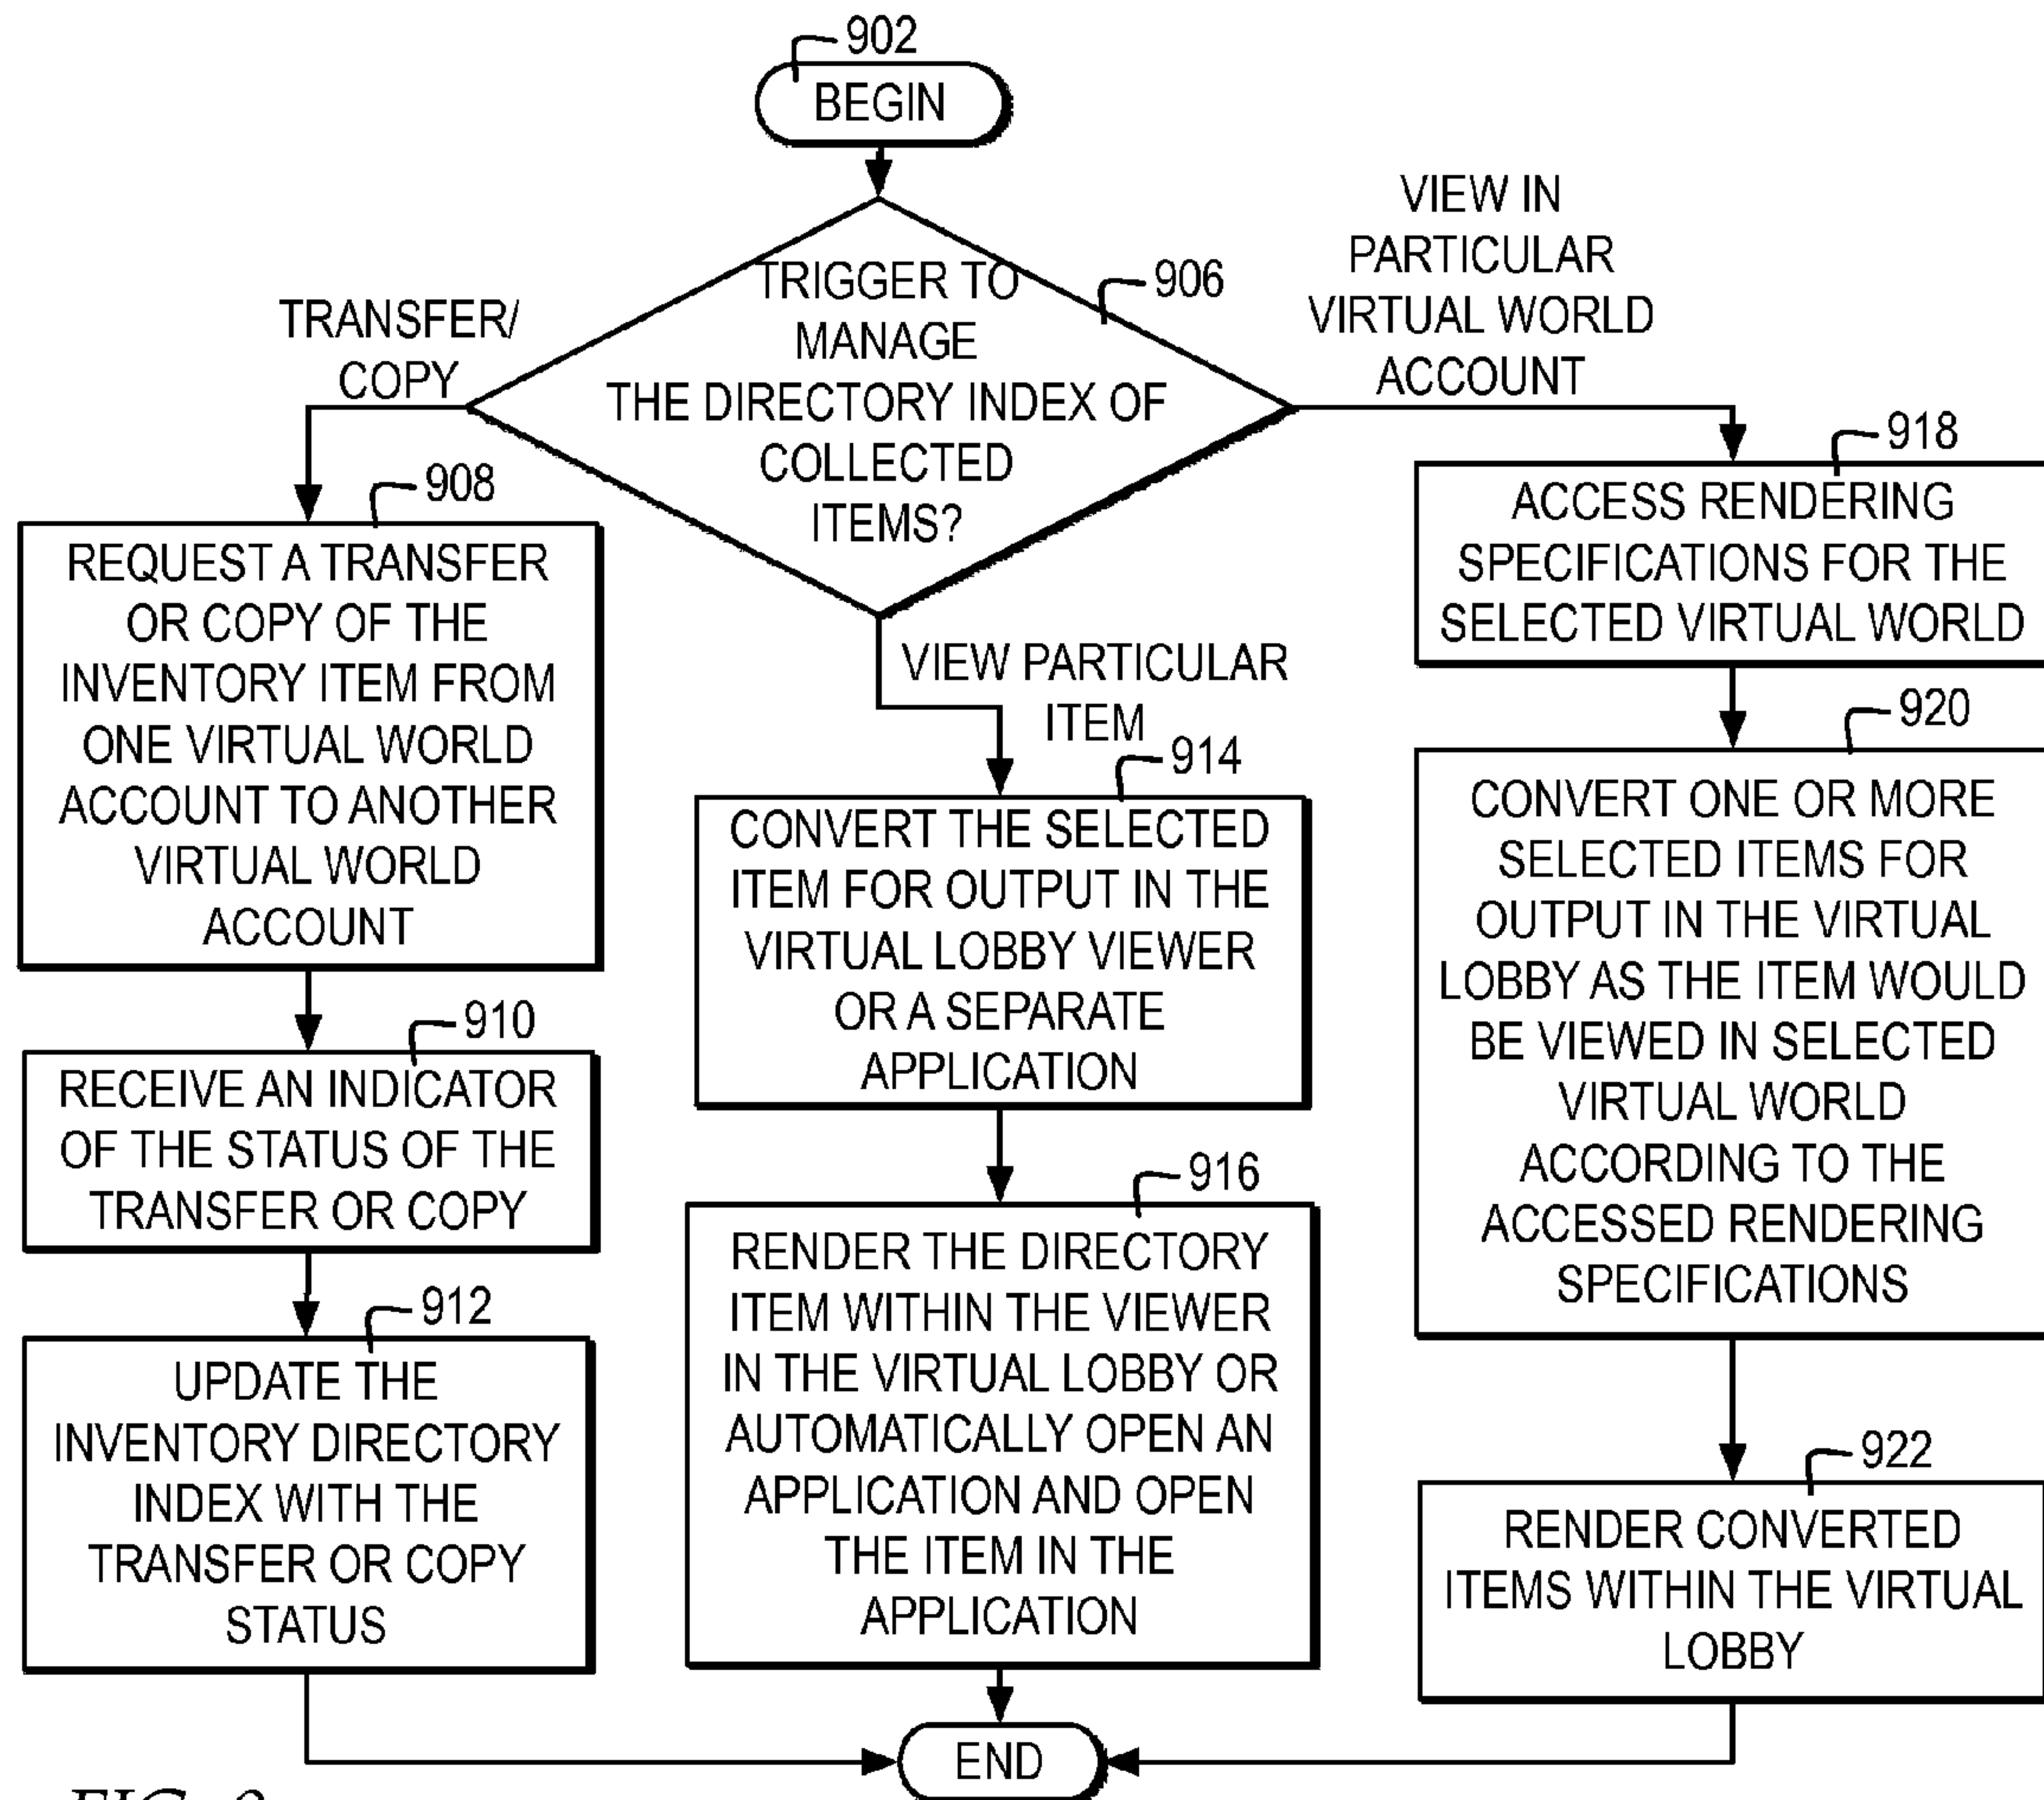 902
BEGIN
906
TRIGGER TO
MANAGE
THE DIRECTORY INDEX OF
COLLECTED
ITEMS?
TRANSFER/
COPY
908
REQUEST A TRANSFER
OR COPY OF THE
INVENTORY ITEM FROM
ONE VIRTUAL WORLD
ACCOUNT TO ANOTHER
VIRTUAL WORLD
ACCOUNT
910
RECEIVE AN INDICATOR
OF THE STATUS OF THE
TRANSFER OR COPY
912
UPDATE THE
INVENTORY DIRECTORY
INDEX WITH THE
TRANSFER OR COPY
STATUS
VIEW PARTICULAR
ITEM
914
CONVERT THE SELECTED
ITEM FOR OUTPUT IN THE
VIRTUAL LOBBY VIEWER
OR A SEPARATE
APPLICATION
916
RENDER THE DIRECTORY
ITEM WITHIN THE VIEWER
IN THE VIRTUAL LOBBY OR
AUTOMATICALLY OPEN AN
APPLICATION AND OPEN
THE ITEM IN THE
APPLICATION
VIEW IN
PARTICULAR
VIRTUAL WORLD
ACCOUNT
918
ACCESS RENDERING
SPECIFICATIONS FOR THE
SELECTED VIRTUAL WORLD
920
CONVERT ONE OR MORE
SELECTED ITEMS FOR
OUTPUT IN THE VIRTUAL
LOBBY AS THE ITEM WOULD
BE VIEWED IN SELECTED
VIRTUAL WORLD
ACCORDING TO THE
ACCESSED RENDERING
SPECIFICATIONS
922
RENDER CONVERTED
ITEMS WITHIN THE VIRTUAL
LOBBY
END